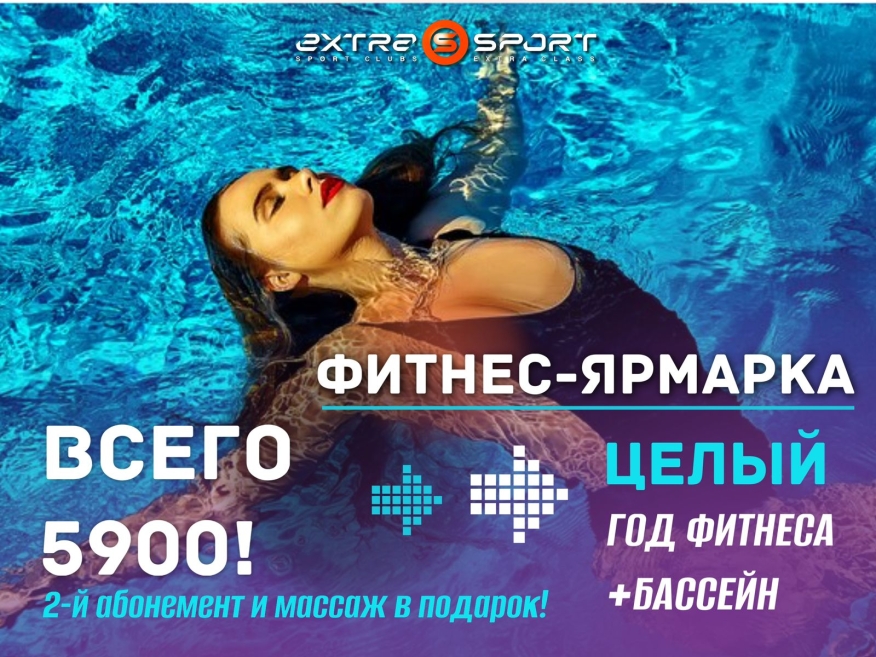 extra S SPORT
SPORT CLUBS EXTRA CLASS
ФИТНЕС-ЯРМАРКА
ВСЕГО
5900!
2-й абонемент и массаж в подарок!
ЦЕЛЫЙ
ГОД ФИТНЕСА
+БАССЕЙН